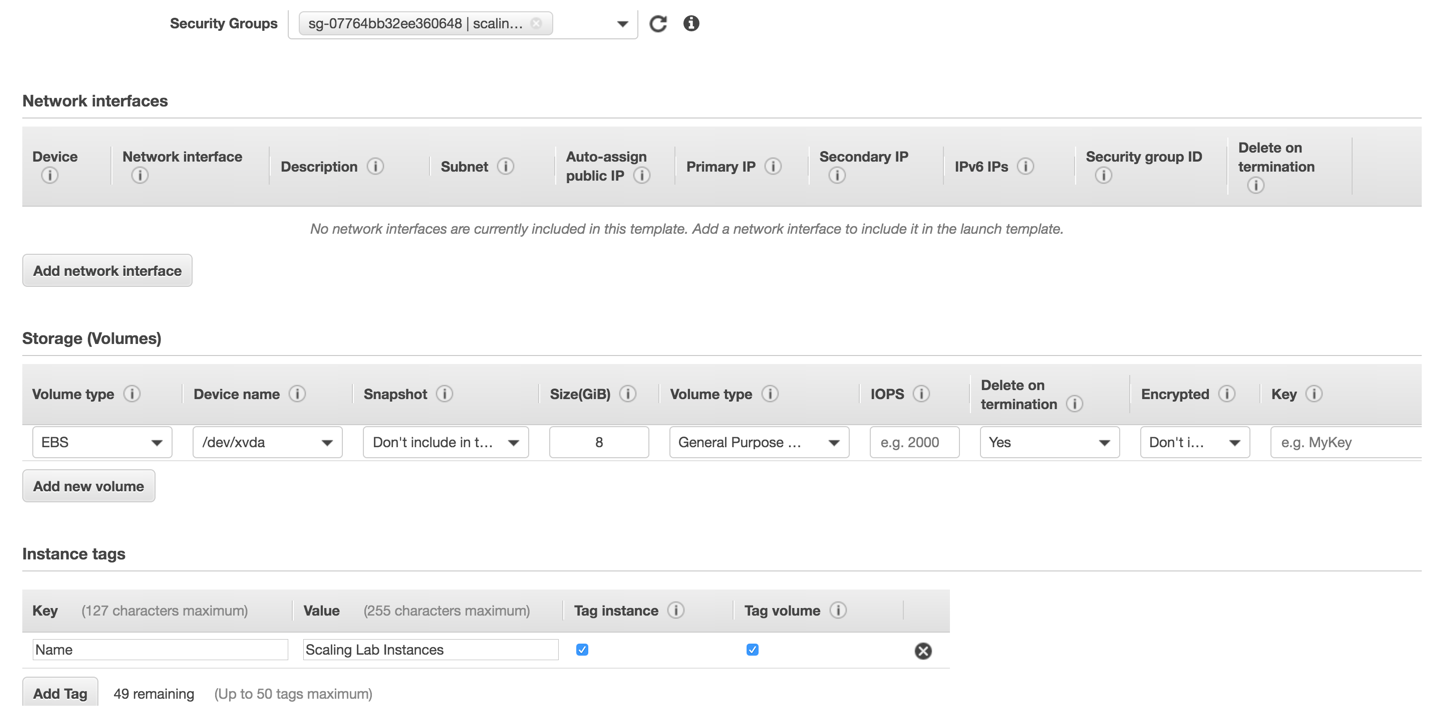 Security Groups sg-07764bb32ee360648 | scalin...
Network interfaces
Device Network interface Description Subnet Auto-assign public IP Primary IP Secondary IP IPv6 IPs Security group ID Delete on termination
No network interfaces are currently included in this template. Add a network interface to include it in the launch template.
Add network interface
Storage (Volumes)
Volume type Device name Snapshot Size(GiB) Volume type IOPS Delete on termination Encrypted Key
EBS /dev/xvda Don't include in t... 8 General Purpose ... e.g. 2000 Yes Don't i... e.g. MyKey
Add new volume
Instance tags
Key (127 characters maximum) Value (255 characters maximum) Tag instance Tag volume
Name Scaling Lab Instances
Add Tag 49 remaining (Up to 50 tags maximum)